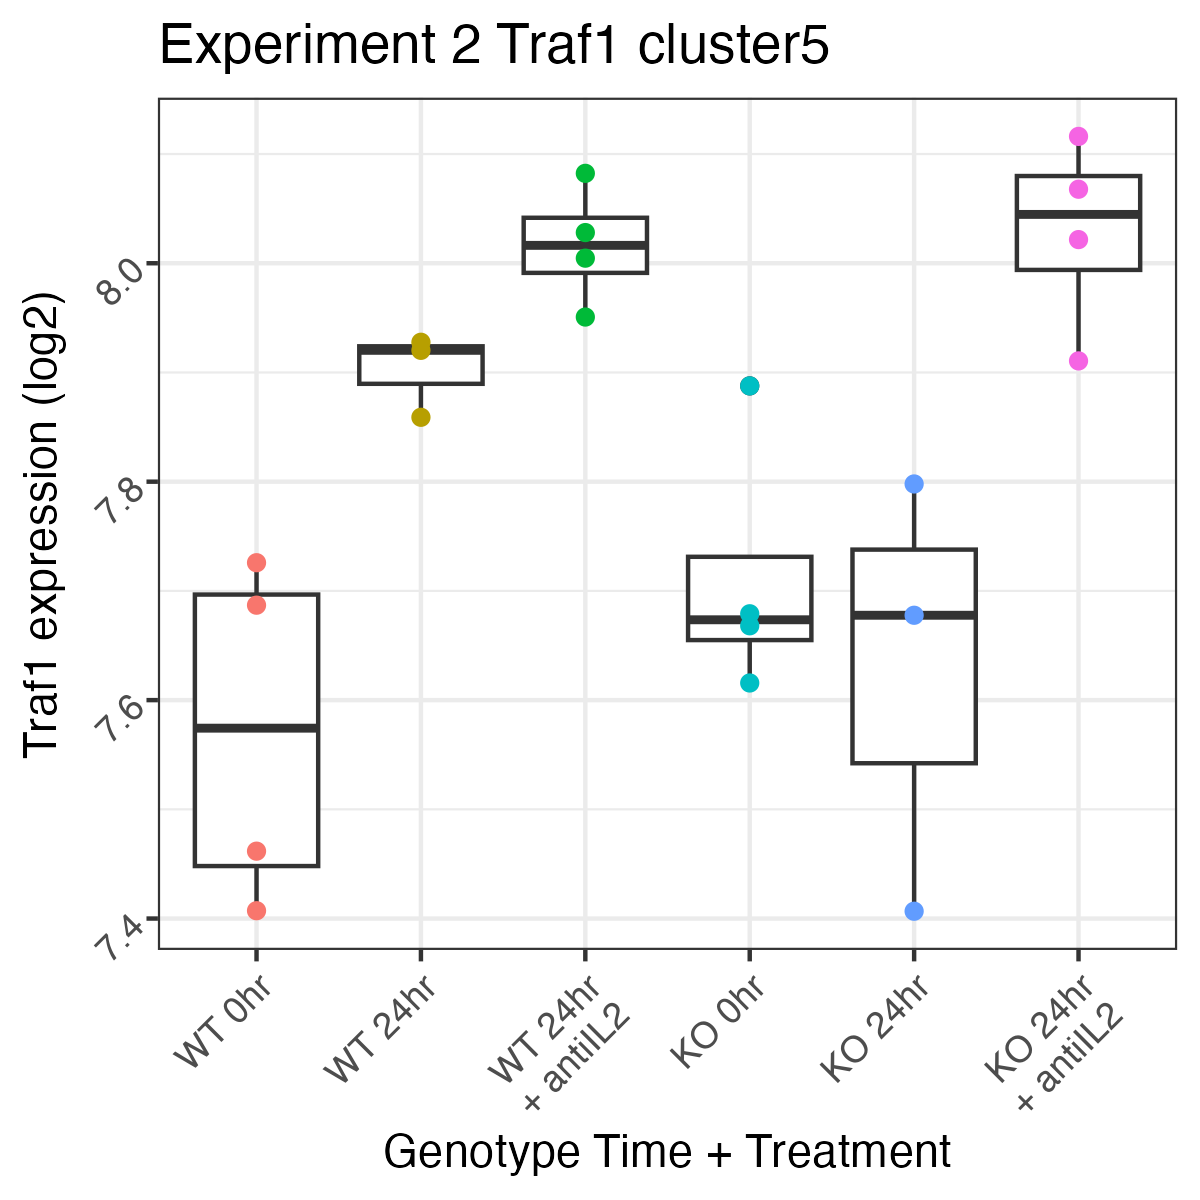 Experiment 2 Traf1 cluster5
Traf1 expression (log2)
8.0
7.8
7.6
7.4
WT 0hr
WT 24hr
WT 24hr
+ antiIL2
KO 0hr
KO 24hr
KO 24hr
+ antiIL2
Genotype Time + Treatment